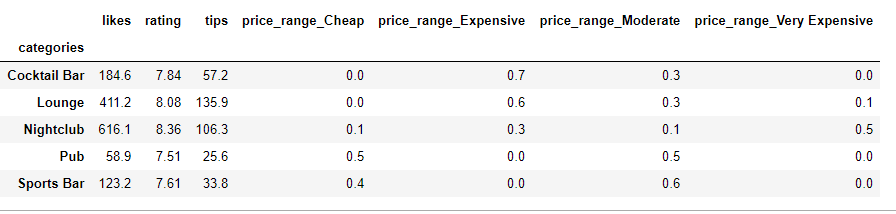 likes rating tips price_range_Cheap price_range_Expensive price_range_Moderate price_range_Very Expensive
categories
Cocktail Bar 184.6 7.84 57.2 0.0 0.7 0.3 0.0
Lounge 411.2 8.08 135.9 0.0 0.6 0.3 0.1
Nightclub 616.1 8.36 106.3 0.1 0.3 0.1 0.5
Pub 58.9 7.51 25.6 0.5 0.0 0.5 0.0
Sports Bar 123.2 7.61 33.8 0.4 0.0 0.6 0.0